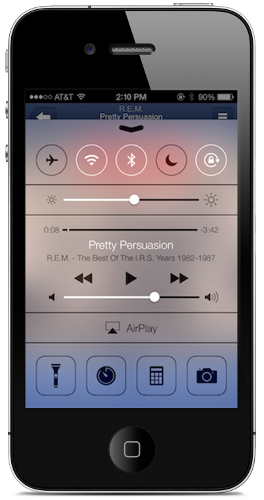 AT&T 2:10 PM 90%
R.E.M.
Pretty Persuasion
0:08 -3:42
Pretty Persuasion
R.E.M. - The Best Of The I.R.S. Years 1982-1987
AirPlay